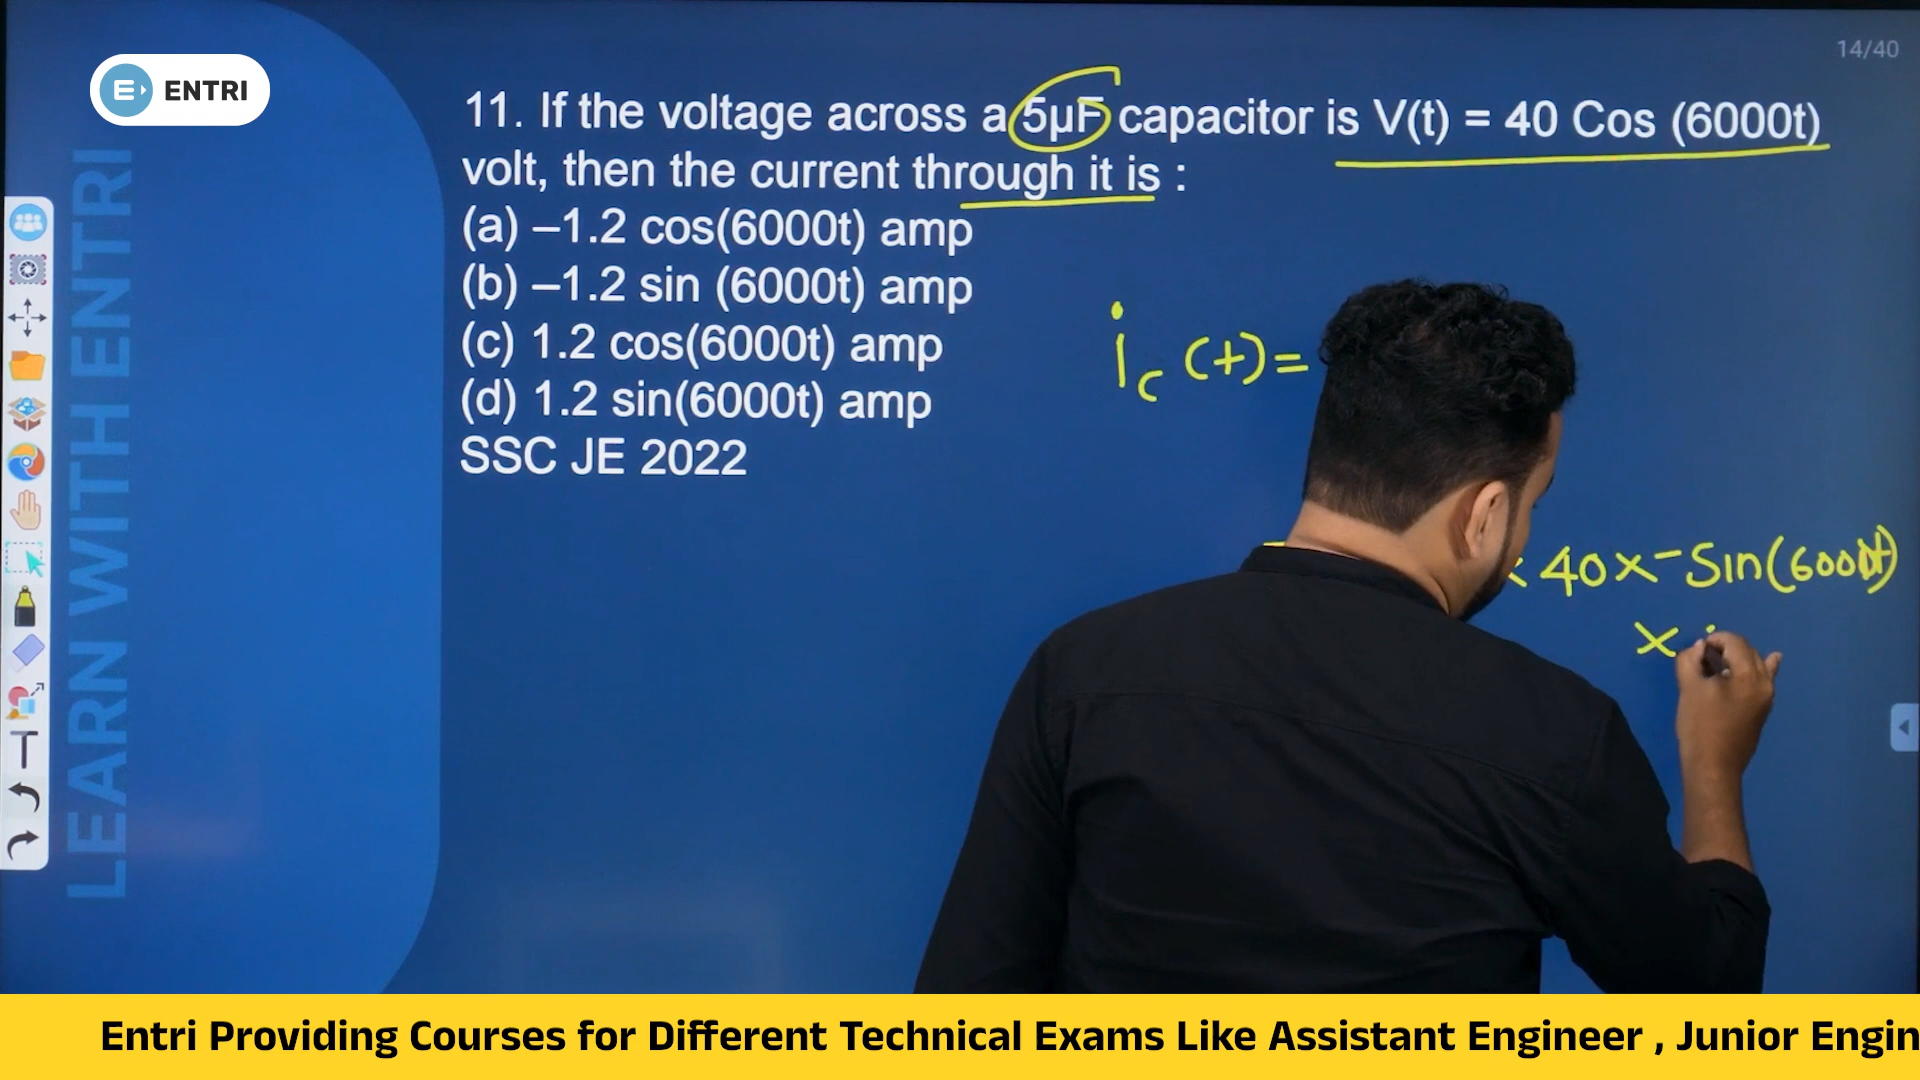 14/40
ENTRI
LEARN WITH ENTRI
11. If the voltage across a 5µF capacitor is V(t) = 40 Cos (6000t)
volt, then the current through it is :
(a) –1.2 cos(6000t) amp
(b) –1.2 sin (6000t) amp
(c) 1.2 cos(6000t) amp
(d) 1.2 sin(6000t) amp
SSC JE 2022
ic (t)=
× 40 x - Sin(6000t)
x
T
Entri Providing Courses for Different Technical Exams Like Assistant Engineer , Junior Engin